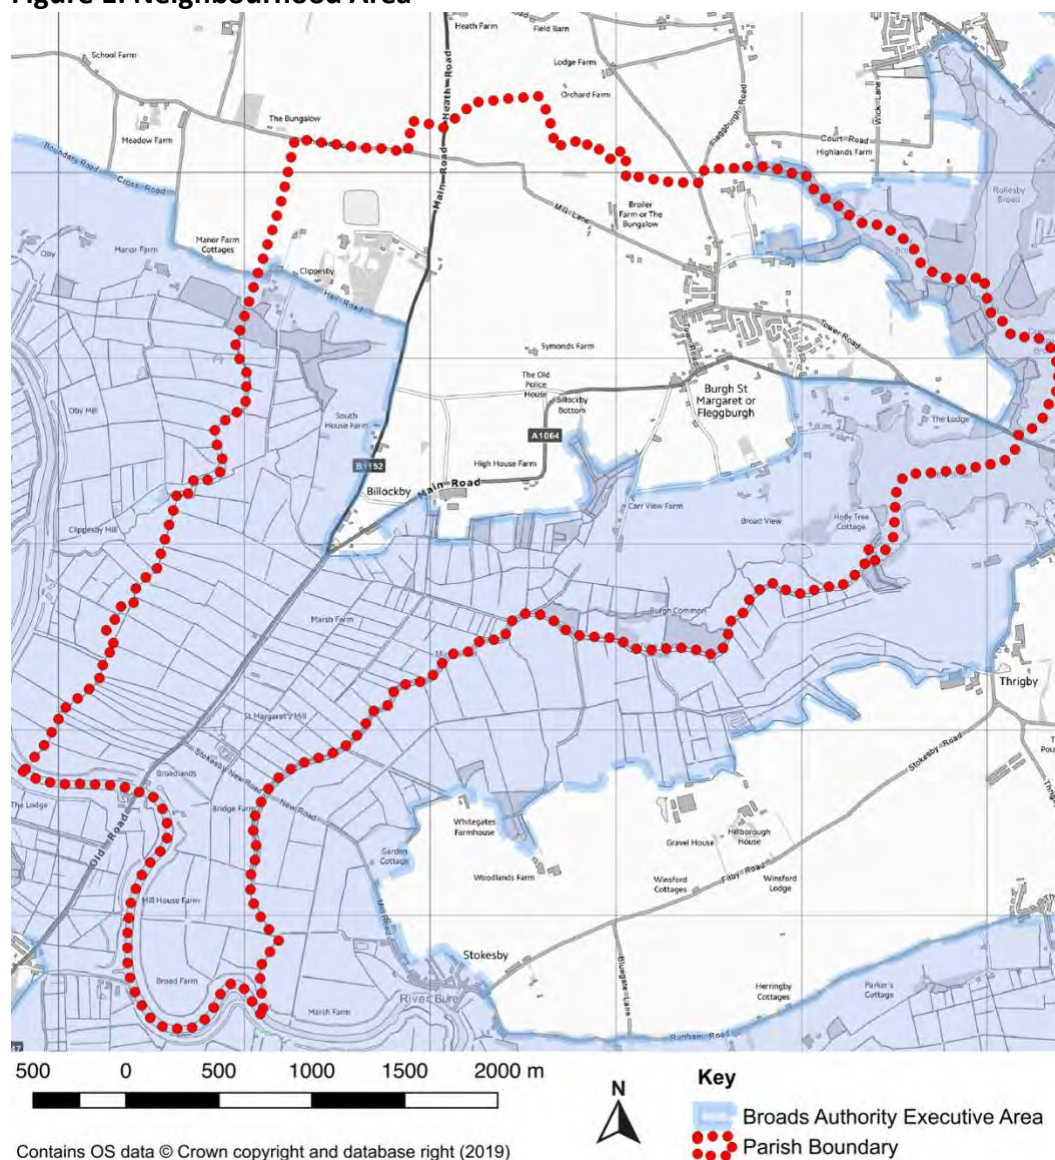 Figure 1: Neighbourhood Area
School Farm
Heath Farm
Field Barn
Lodge Farm
Orchard Farm
Heath Road
Wick Lane
The Bungalow
Meadow Farm
Fleggburgh Road
Court Road
Highlands Farm
Boundary Road
Cross Road
Main Road
Rollesby
Broad
Mill Lane
Broiler
Farm or The
Bungalow
Oby
Manor Farm
Manor Farm
Cottages
Clippesby
Hall Road
Tower Road
Symonds Farm
The Old
Police
House
Billockby
Bottom
Burgh St
Margaret or
Fleggburgh
Oby Mill
South
House Farm
The Lodge
A1064
B1152
High House Farm
Billockby
Main Road
Carr View Farm
Broad View
Holly Tree
Cottage
Clippesby Mill
Marsh Farm
Burgh Common
Thrigby
St Margaret's Mill
Stokesby New Road
New Road
Stokesby Road
Broadlands
The Lodge
Bridge Farm
Old Road
Whitegates
Farmhouse
Gravel House
Hillborough
House
Garden
Cottage
Woodlands Farm
Filby Road
Winsford
Cottages
Winsford
Lodge
Mill House Farm
Mill Road
Stokesby
Bluegate Lane
Broad Farm
River Bure
Marsh Farm
Herringby
Cottages
Parker's
Cottage
Runham Road
500 0 500 1000 1500 2000 m
N
Key
Broads Authority Executive Area
Parish Boundary
Contains OS data © Crown copyright and database right (2019)